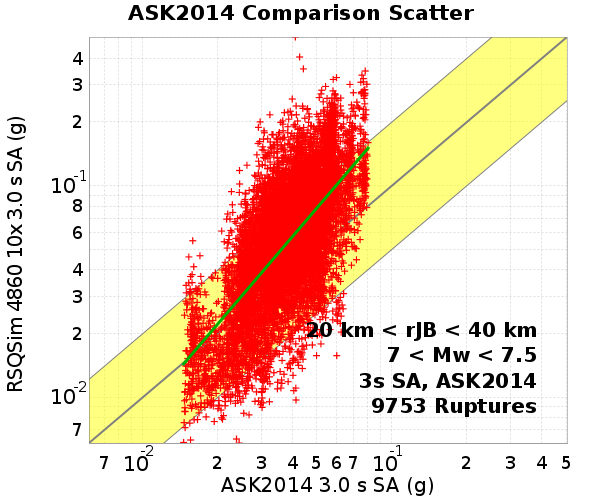 ASK2014 Comparison Scatter
RSQSim 4860 10x 3.0 s SA (g)
4
3
2
10-1
8
6
4
3
2
10-2
7
20 km < rJB < 40 km
7 < Mw < 7.5
3s SA, ASK2014
9753 Ruptures
7 10-2 2 3 4 5 6 7 10-1 2 3 4 5
ASK2014 3.0 s SA (g)